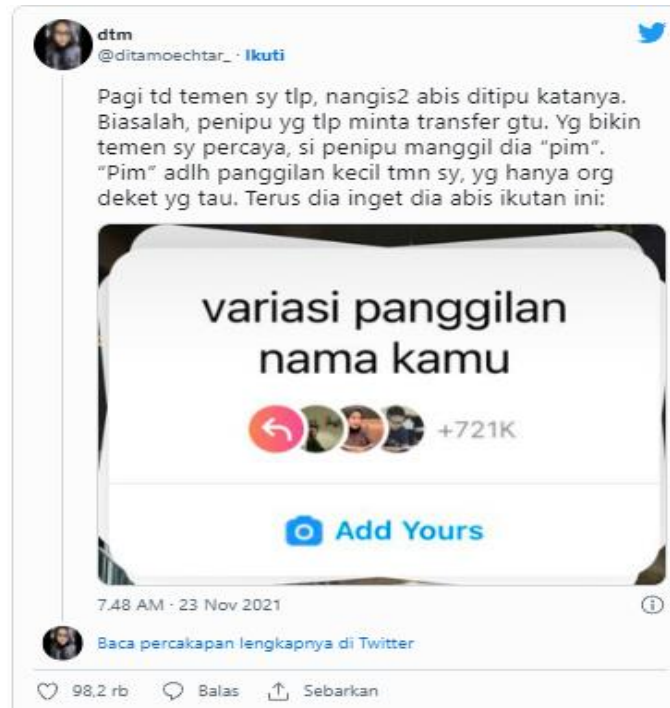 dtm
@ditamoechtar_ · Ikuti
Pagi td temen sy tlp, nangis2 abis ditipu katanya.
Biasalah, penipu yg tlp minta transfer gtu. Yg bikin
temen sy percaya, si penipu manggil dia “pim”.
“Pim” adlh panggilan kecil tmn sy, yg hanya org
deket yg tau. Terus dia inget dia abis ikutan ini:
variasi panggilan
nama kamu
+721K
Add Yours
7.48 AM · 23 Nov 2021
Baca percakapan lengkapnya di Twitter
98,2 rb Balas Sebarkan